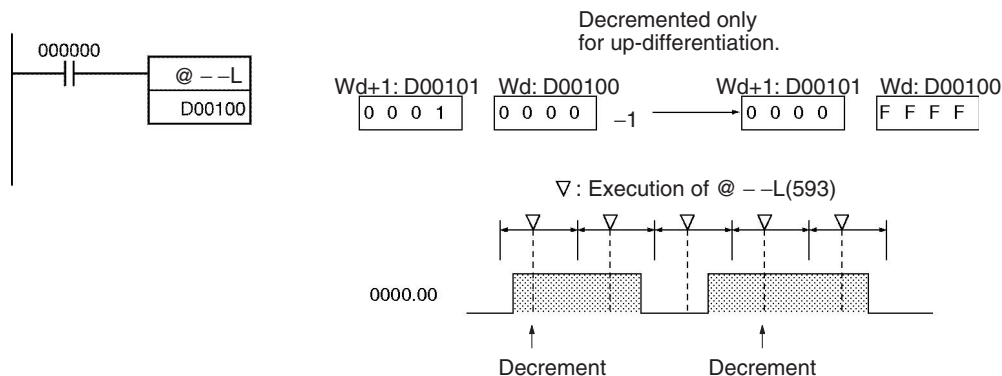 Decremented only
for up-differentiation.
000000
@ – –L
D00100
Wd+1: D00101 Wd: D00100 Wd+1: D00101 Wd: D00100
0 0 0 1 0 0 0 0 –1 0 0 0 0 F F F F
∇ : Execution of @ – –L(593)
0000.00
Decrement Decrement